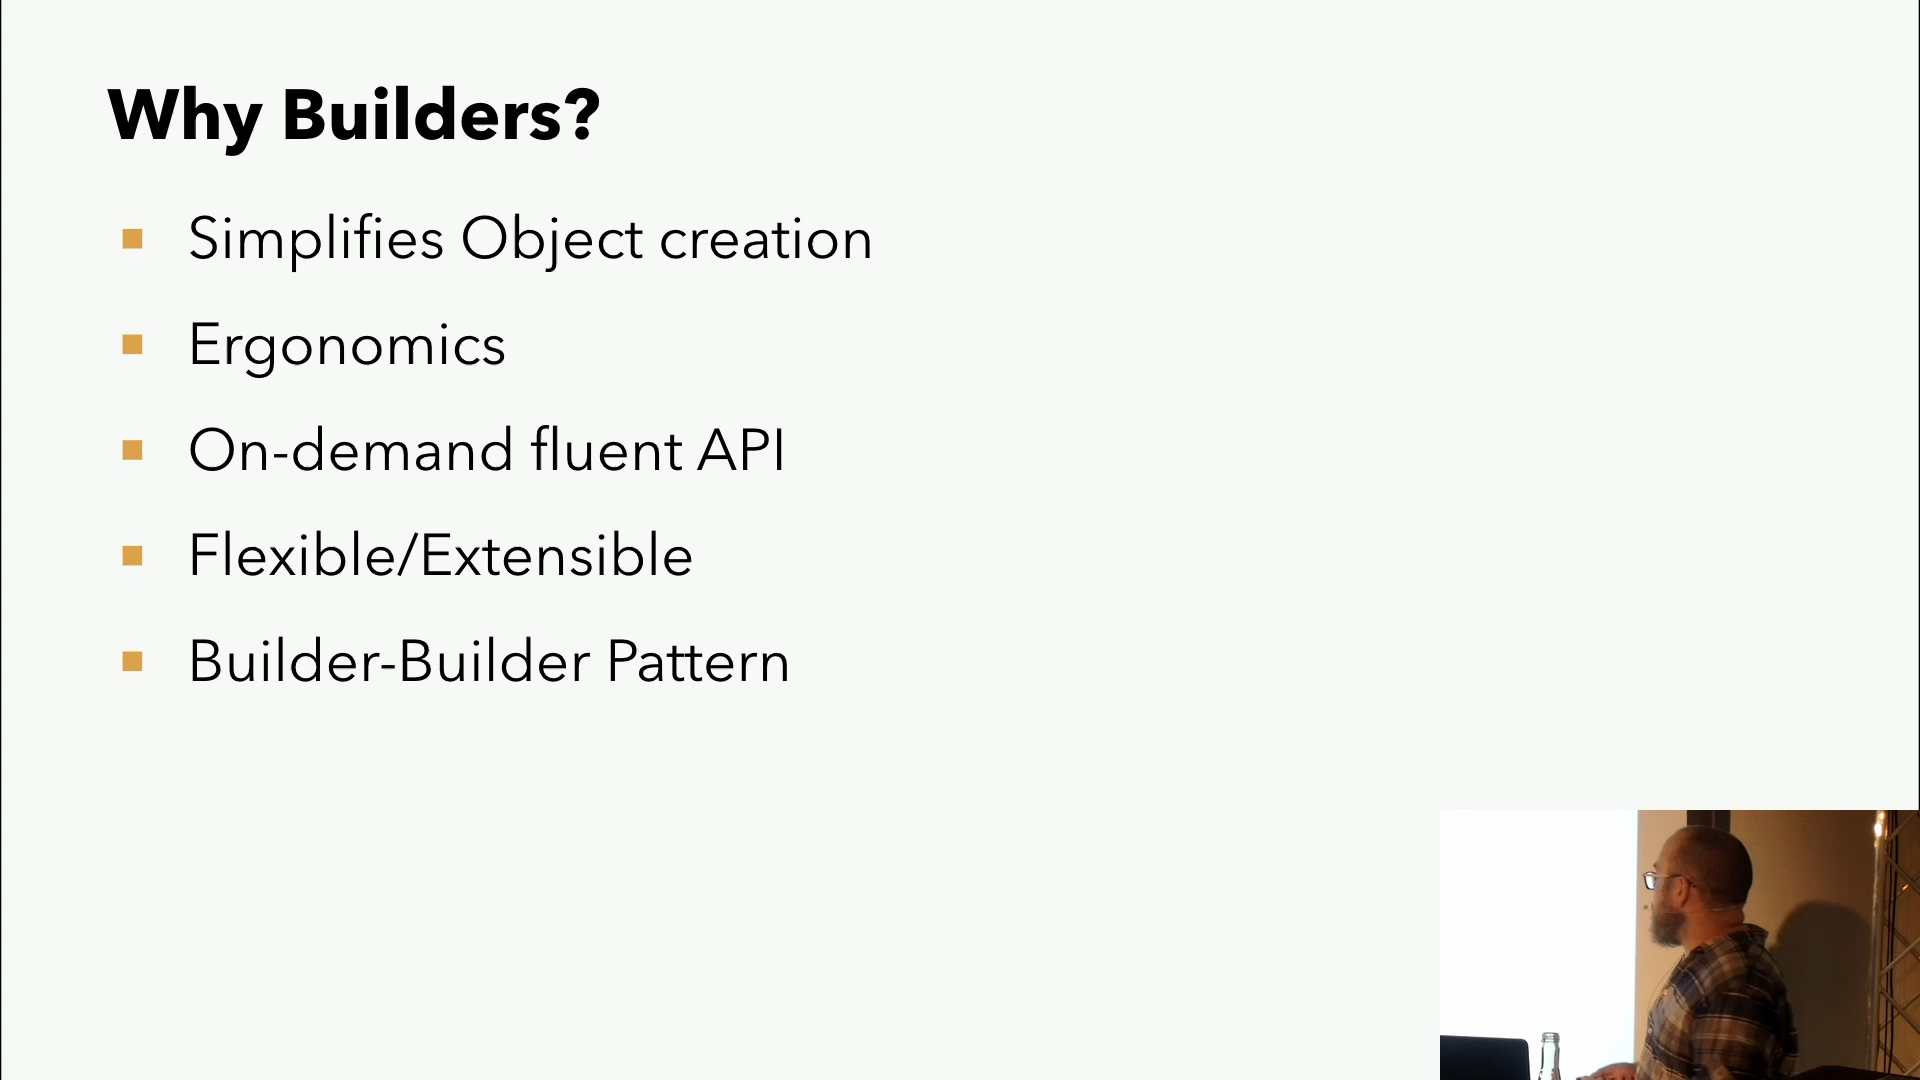 Why Builders?
Simplifies Object creation
Ergonomics
On-demand fluent API
Flexible/Extensible
Builder-Builder Pattern